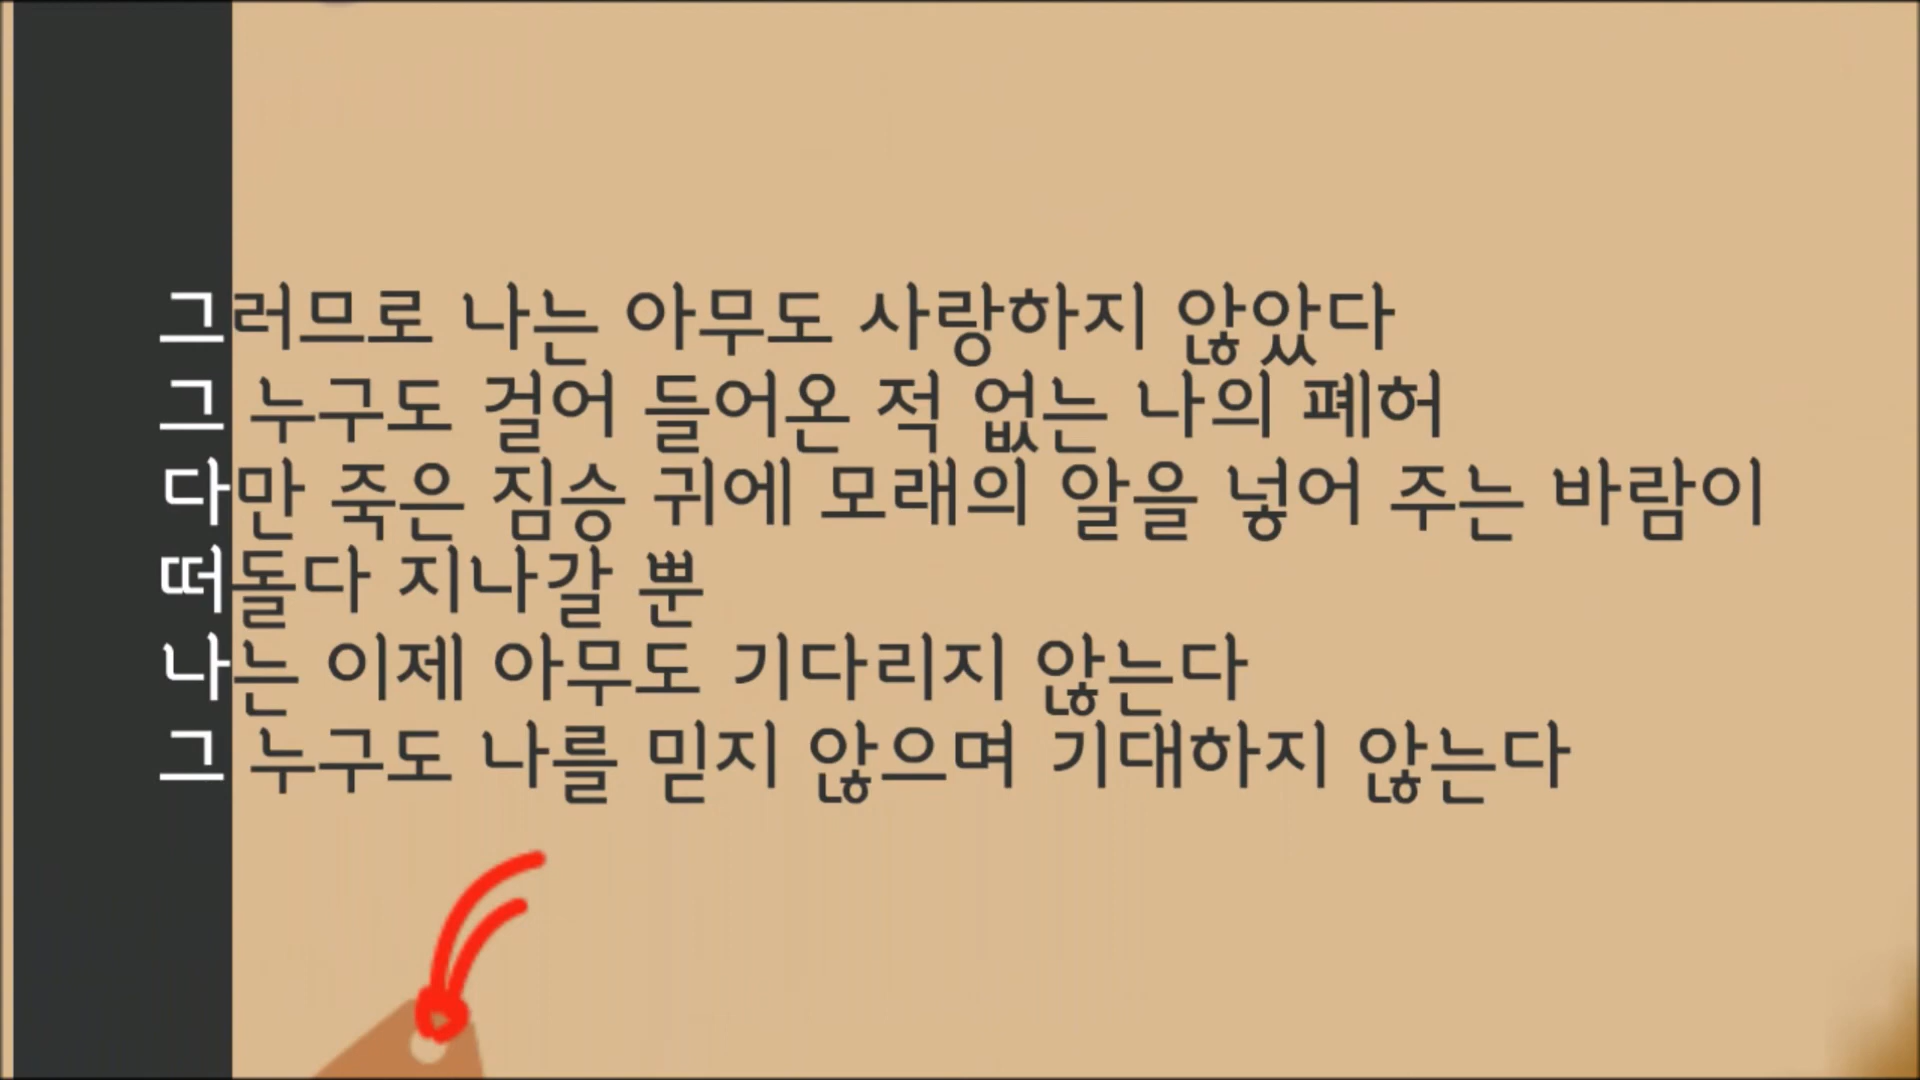 그러므로 나는 아무도 사랑하지 않았다
그 누구도 걸어 들어온 적 없는 나의 폐허
다만 죽은 짐승 귀에 모래의 알을 넣어 주는 바람이
떠돌다 지나갈 뿐
나는 이제 아무도 기다리지 않는다
그 누구도 나를 믿지 않으며 기대하지 않는다